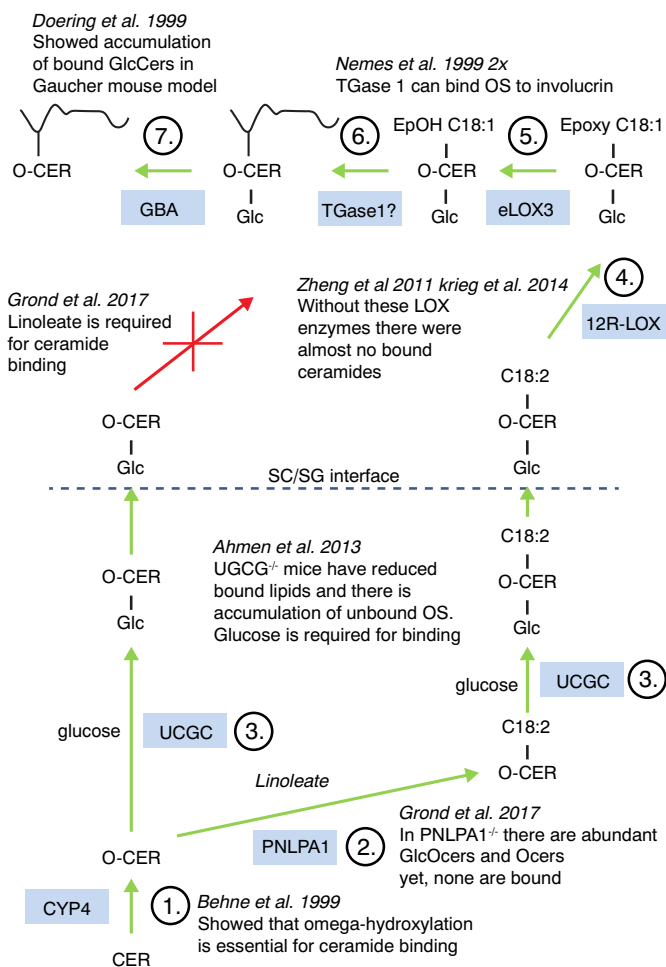 Doering et al. 1999
Showed accumulation
of bound GlcCers in
Gaucher mouse model
Nemes et al. 1999 2x
TGase 1 can bind OS to involucrin
7.
6.
EpOH C18:1
5.
Epoxy C18:1
O-CER
O-CER
O-CER
O-CER
GBA
Glc
TGase1?
Glc
eLOX3
Glc
Grond et al. 2017
Linoleate is required
for ceramide
binding
Zheng et al 2011 krieg et al. 2014
Without these LOX
enzymes there were
almost no bound
ceramides
4.
12R-LOX
O-CER
Glc
C18:2
O-CER
Glc
SC/SG interface
O-CER
Glc
Ahmen et al. 2013
UGCG-/- mice have reduced
bound lipids and there is
accumulation of unbound OS.
Glucose is required for binding
C18:2
O-CER
Glc
glucose
UCGC
3.
glucose
UCGC
3.
C18:2
O-CER
Linoleate
O-CER
PNLPA1
2.
Grond et al. 2017
In PNLPA1-/- there are abundant
GlcOcers and Ocers
yet, none are bound
CYP4
1.
Behne et al. 1999
Showed that omega-hydroxylation
is essential for ceramide binding
CER